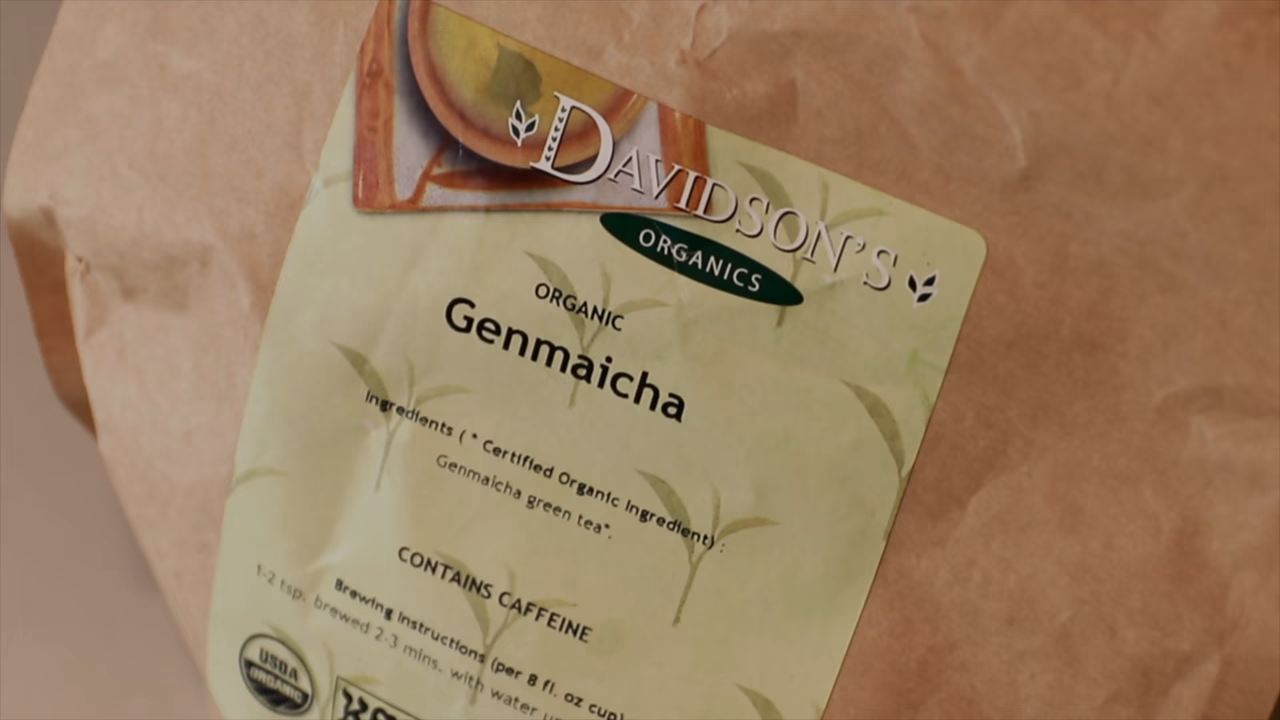 DAVIDSON'S
ORGANICS
ORGANIC
Genmaicha
Ingredients ( * Certified Organic Ingredient) :
Genmaicha green tea*.
CONTAINS CAFFEINE
Brewing Instructions (per 8 fl. oz cup)
1-2 tsp. brewed 2-3 mins. with water
USDA
ORGANIC